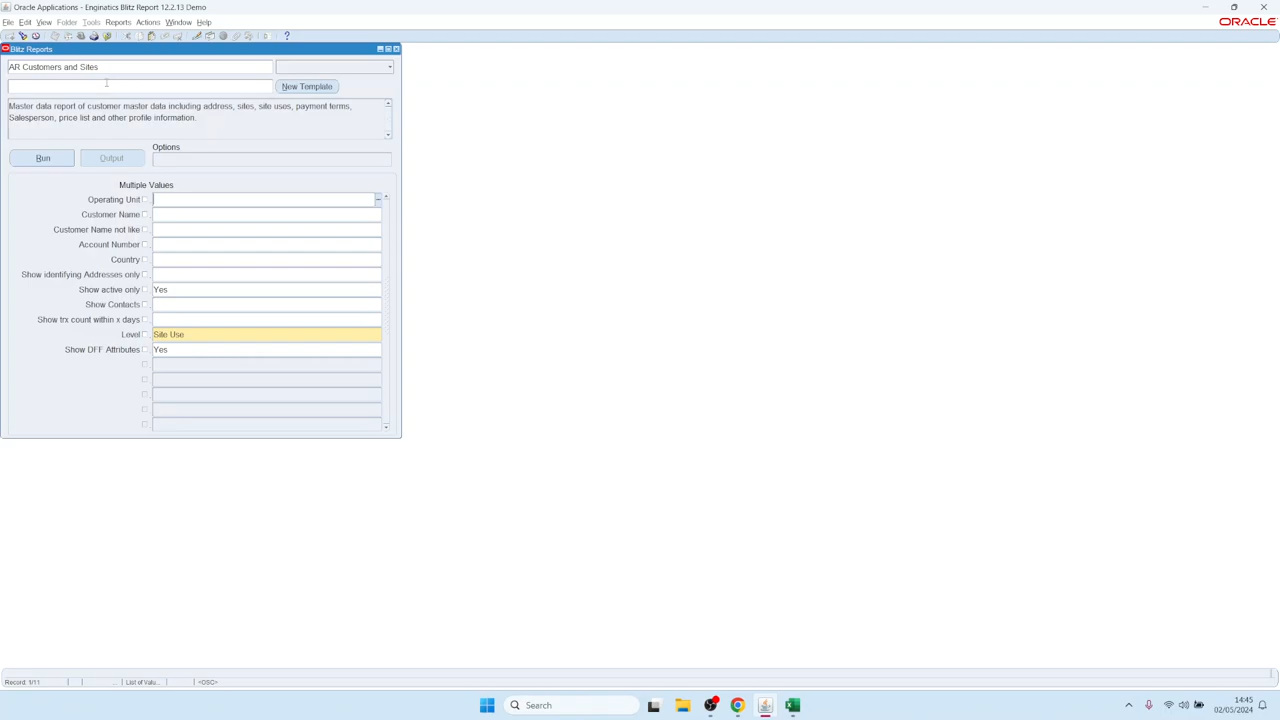 Oracle Applications - Enginatics Blitz Report 12.2.13 Demo
File Edit View Folder Tools Reports Actions Window Help
ORACLE
Blitz Reports
AR Customers and Sites
New Template
Master data report of customer master data including address, sites, site uses, payment terms,
Salesperson, price list and other profile information.
Options
Run Output
Multiple Values
Operating Unit
Customer Name
Customer Name not like
Account Number
Country
Show identifying Addresses only
Show active only Yes
Show Contacts
Show trx count within x days
Level Site Use
Show DFF Attributes Yes
Record: 1/11 ... List of Valu... <OSC>
Search
14:45
02/05/2024